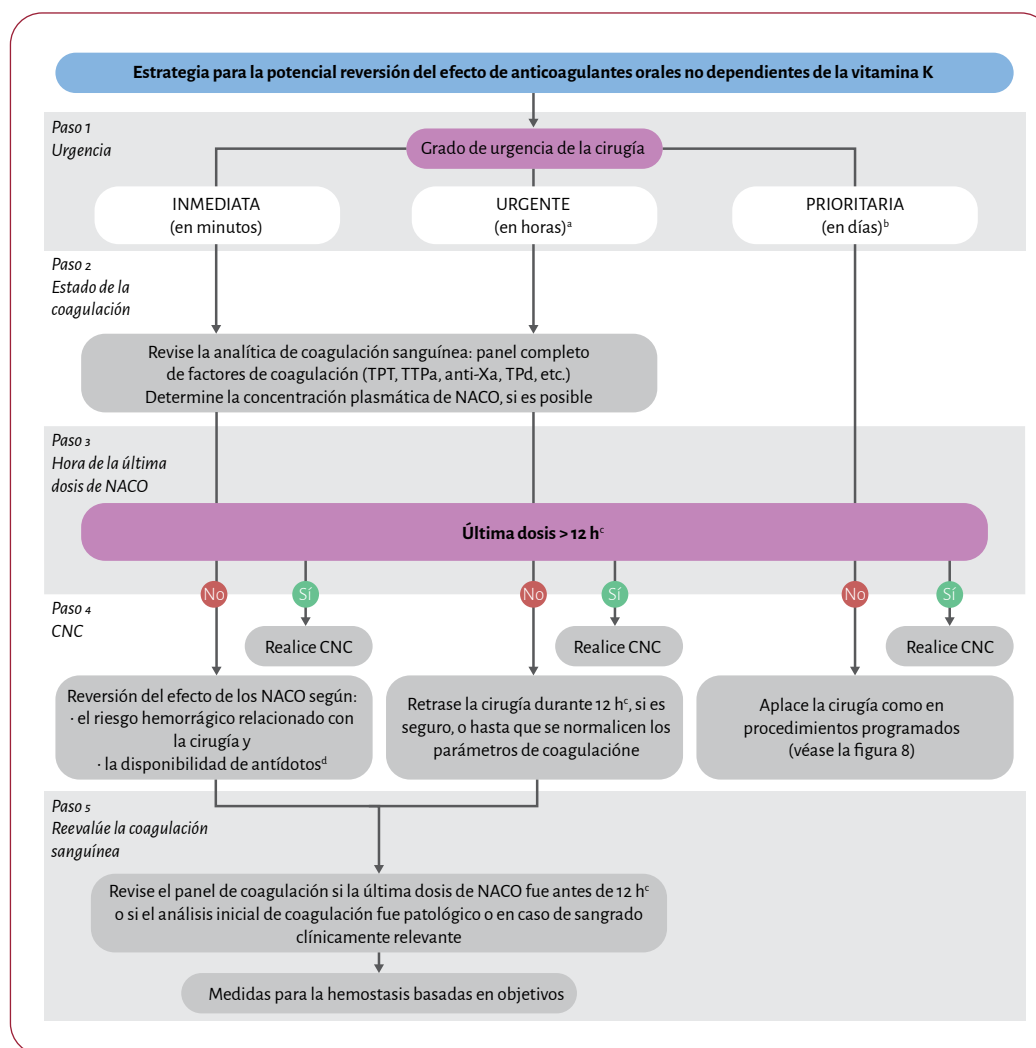 Estrategia para la potencial reversión del efecto de anticoagulantes orales no dependientes de la vitamina K
Paso 1
Urgencia
Grado de urgencia de la cirugía
INMEDIATA
(en minutos)
URGENTE
(en horas)ᵃ
PRIORITARIA
(en días)ᵇ
Paso 2
Estado de la
coagulación
Revise la analítica de coagulación sanguínea: panel completo
de factores de coagulación (TPT, TTPa, anti-Xa, TPd, etc.)
Determine la concentración plasmática de NACO, si es posible
Paso 3
Hora de la última
dosis de NACO
Última dosis > 12 hᶜ
No
Sí
No
Sí
No
Sí
Paso 4
CNC
Realice CNC
Realice CNC
Realice CNC
Reversión del efecto de los NACO según:
· el riesgo hemorrágico relacionado con
la cirugía y
· la disponibilidad de antídotosᵈ
Retrase la cirugía durante 12 hᶜ, si es
seguro, o hasta que se normalicen los
parámetros de coagulacióne
Aplace la cirugía como en
procedimientos programados
(véase la figura 8)
Paso 5
Reevalúe la coagulación
sanguínea
Revise el panel de coagulación si la última dosis de NACO fue antes de 12 hᶜ
o si el análisis inicial de coagulación fue patológico o en caso de sangrado
clínicamente relevante
Medidas para la hemostasis basadas en objetivos